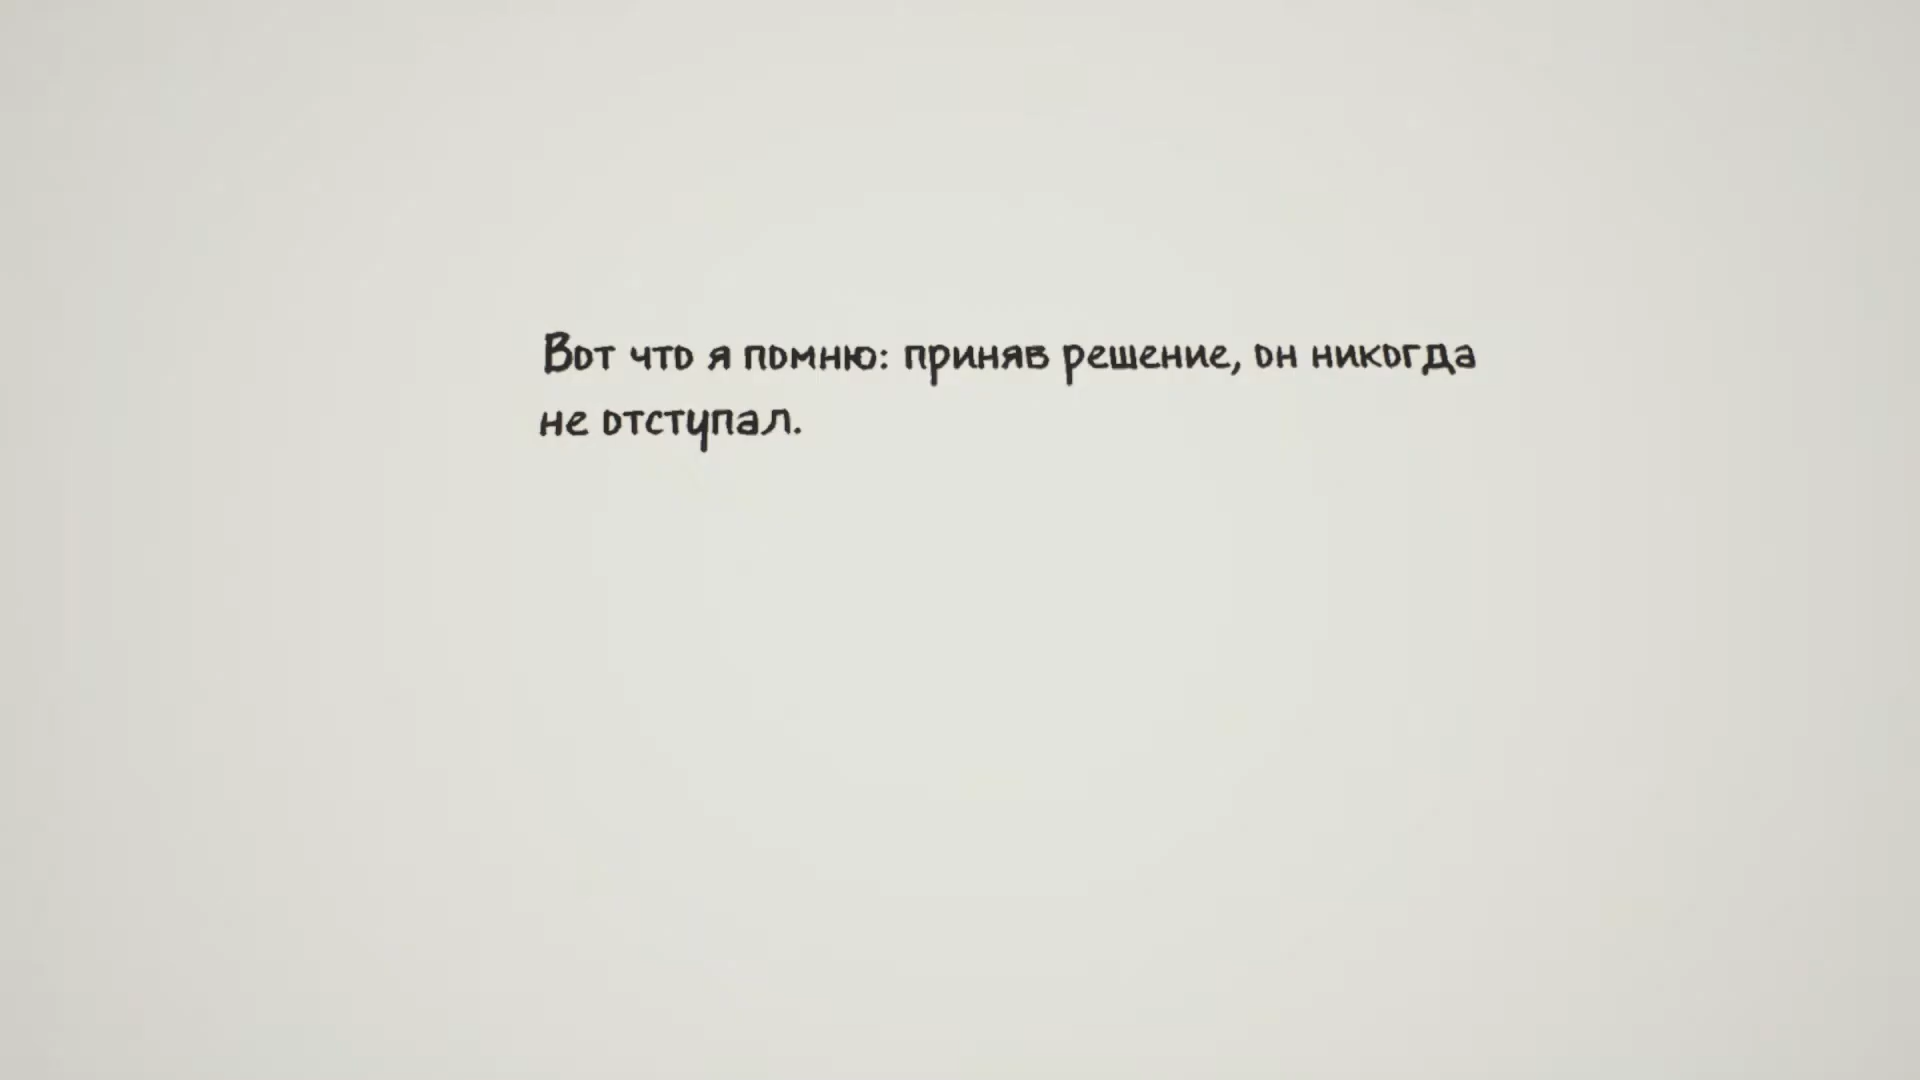 Вот что я помню: приняв решение, он никогда
не отступал.